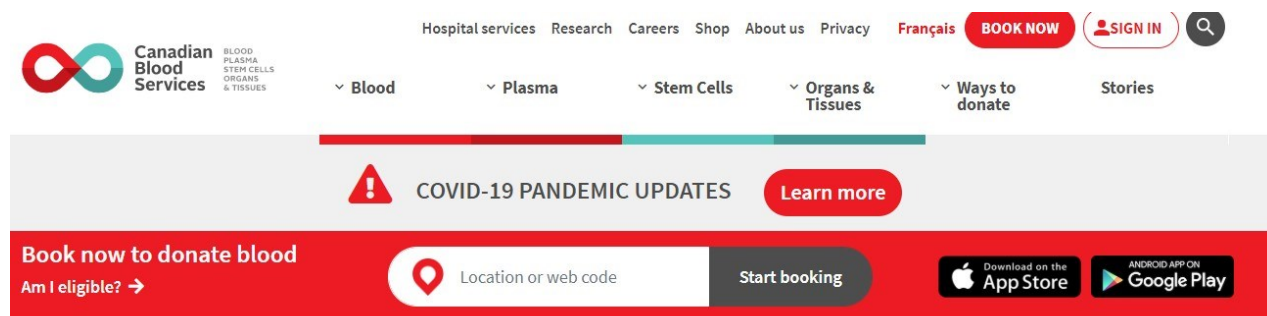 Hospital services Research Careers Shop About us Privacy Français BOOK NOW SIGN IN
Canadian
Blood
Services
BLOOD
PLASMA
STEM CELLS
ORGANS
& TISSUES
Blood Plasma Stem Cells Organs &
Tissues Ways to
donate Stories
COVID-19 PANDEMIC UPDATES Learn more
Book now to donate blood
Am I eligible? →
Location or web code Start booking
Download on the
App Store
ANDROID APP ON
Google Play